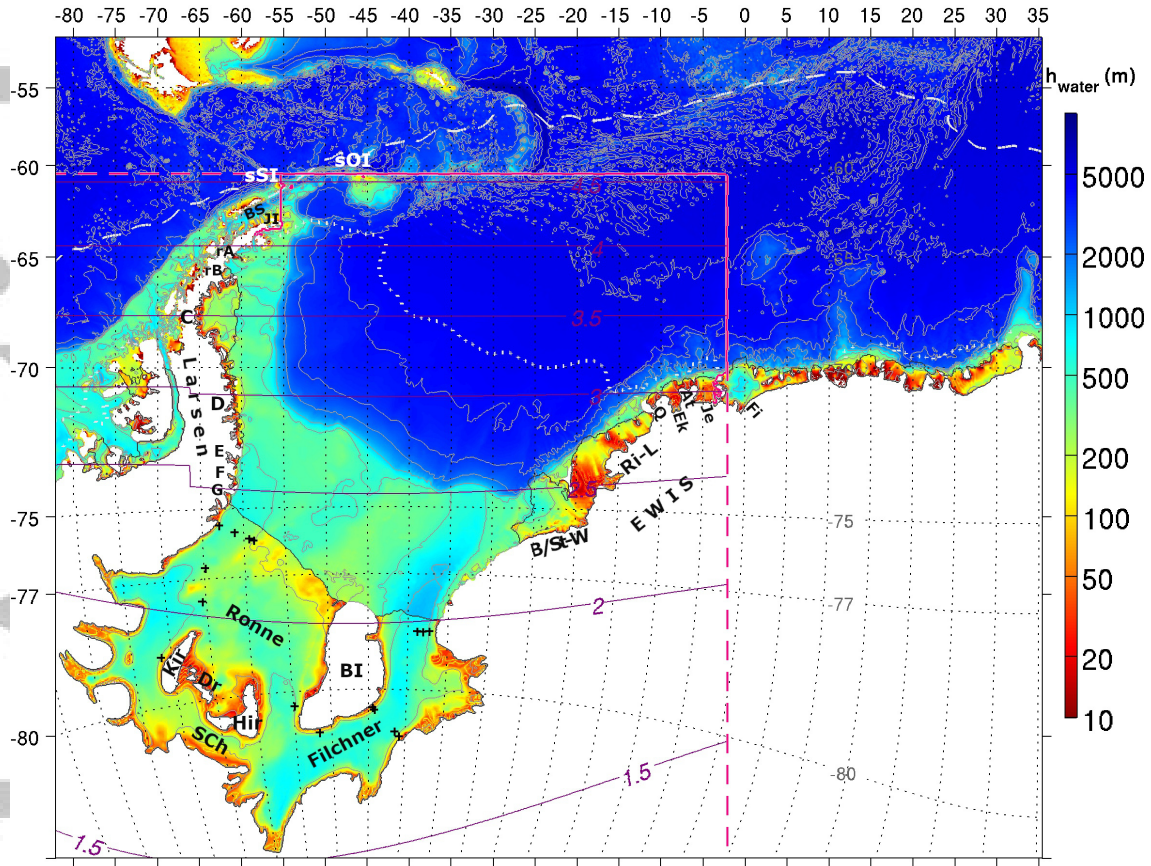 -80 -70 -65 -60 -55 -50 -45 -40 -35 -30 -25 -20 -15 -10 -5 0 5 10 15 20 25 30 35
hwater (m)
-55
-60
-65
-70
-75
-77
-80
5000
2000
1000
500
200
100
50
20
10
sOI
sSI
3.5
BS
JI
rA
4
rB
C
3.5
Larsen
3
D
Q
At
Ek
Je
Fi
E
F
G
Ri-L
2.5
EWIS
-75
B/St-W
-77
2
Ronne
Kir
Dr
BI
Hir
SCh
Filchner
1.5
-80
1.5